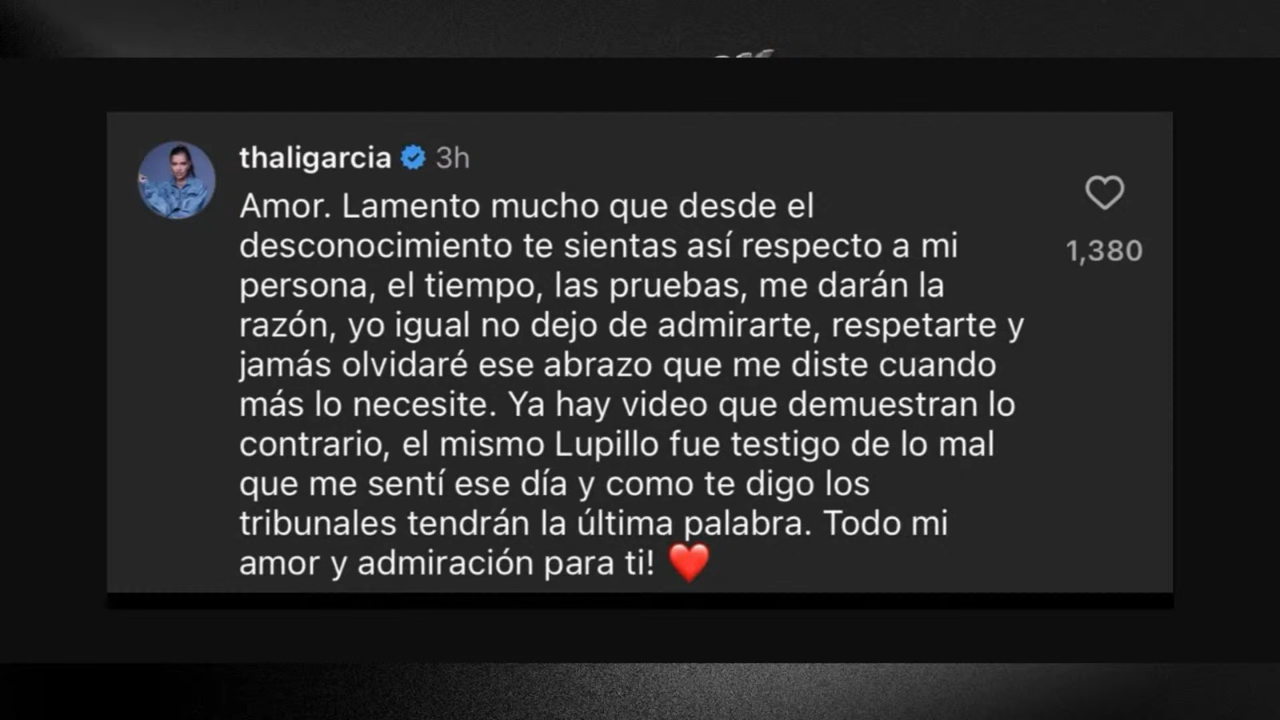 thaligarcia 3h
Amor. Lamento mucho que desde el
desconocimiento te sientas así respecto a mi
persona, el tiempo, las pruebas, me darán la
razón, yo igual no dejo de admirarte, respetarte y
jamás olvidaré ese abrazo que me diste cuando
más lo necesite. Ya hay video que demuestran lo
contrario, el mismo Lupillo fue testigo de lo mal
que me sentí ese día y como te digo los
tribunales tendrán la última palabra. Todo mi
amor y admiración para ti! ❤️
1,380